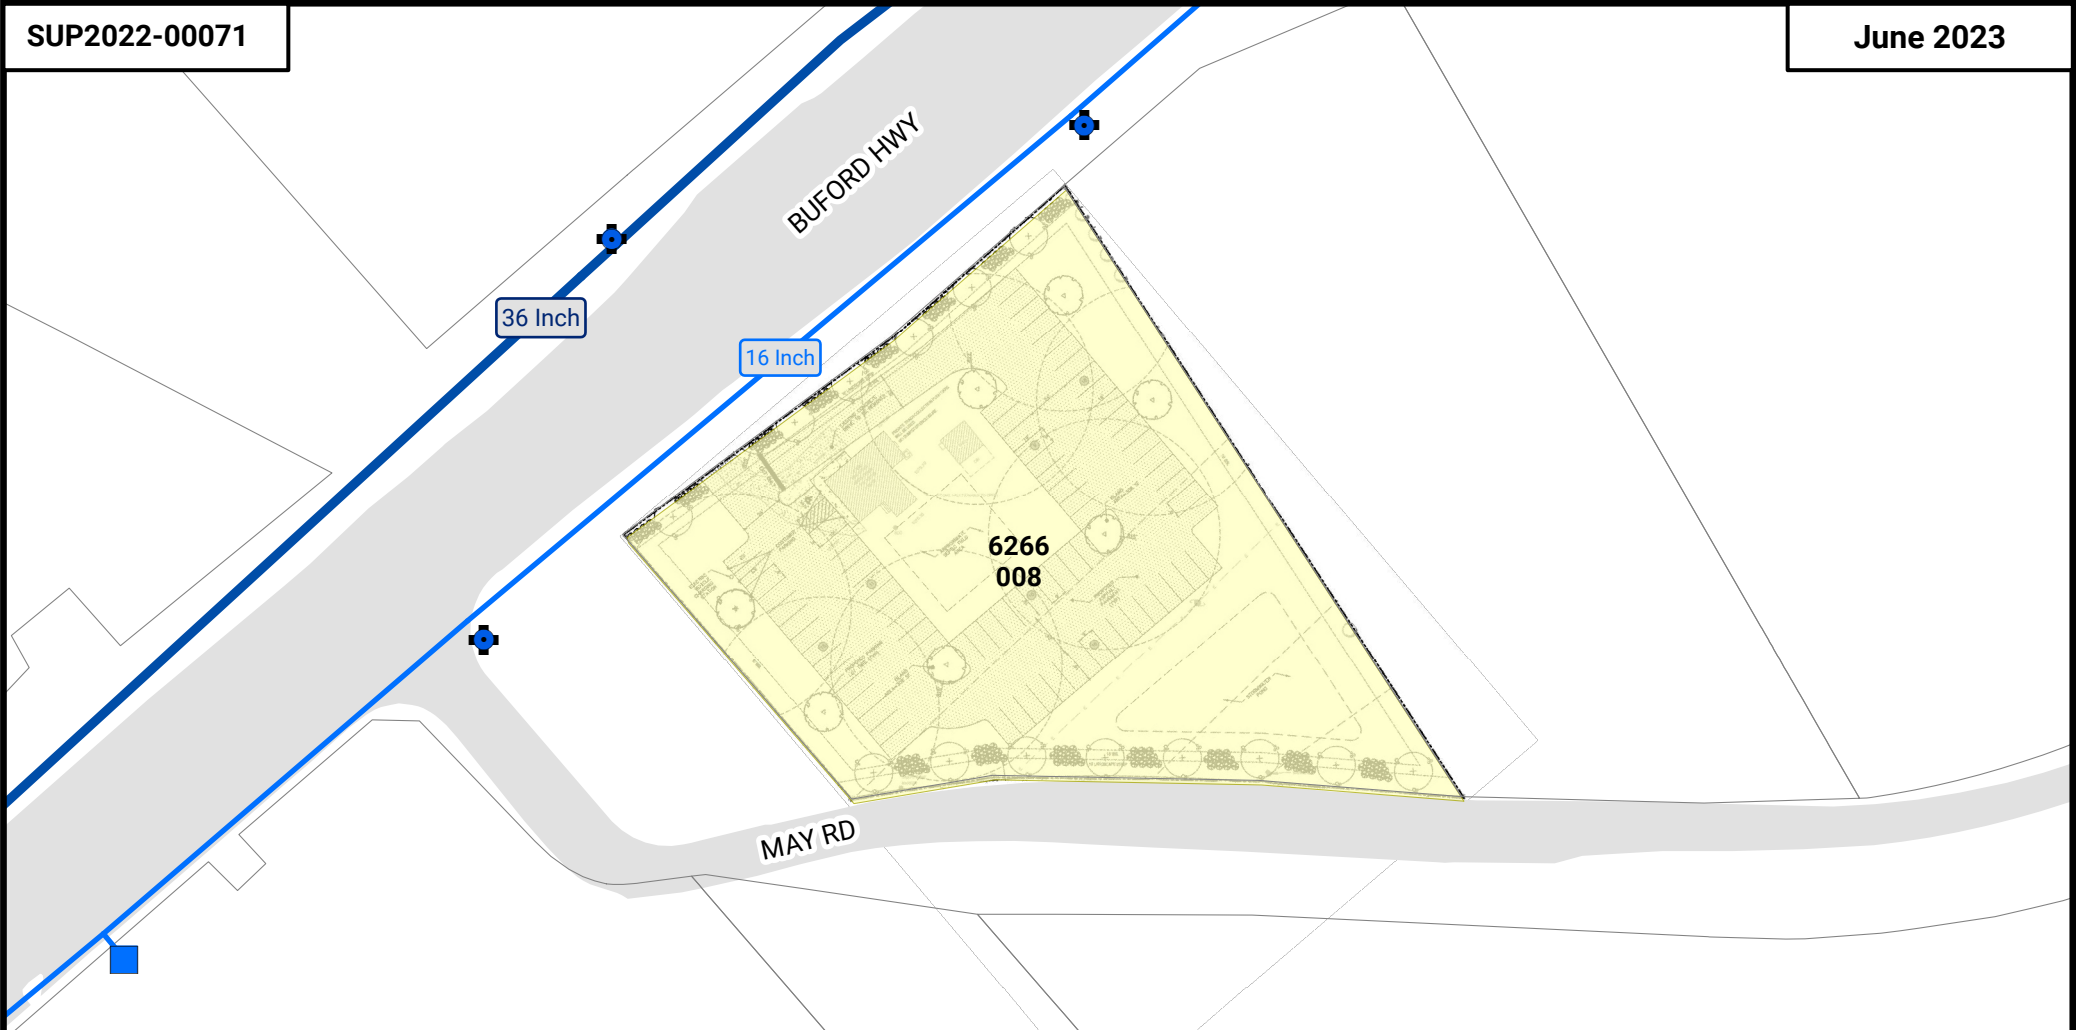 SUP2022-00071
June 2023
BUFORD HWY
36 Inch
16 Inch
6266
008
MAY RD